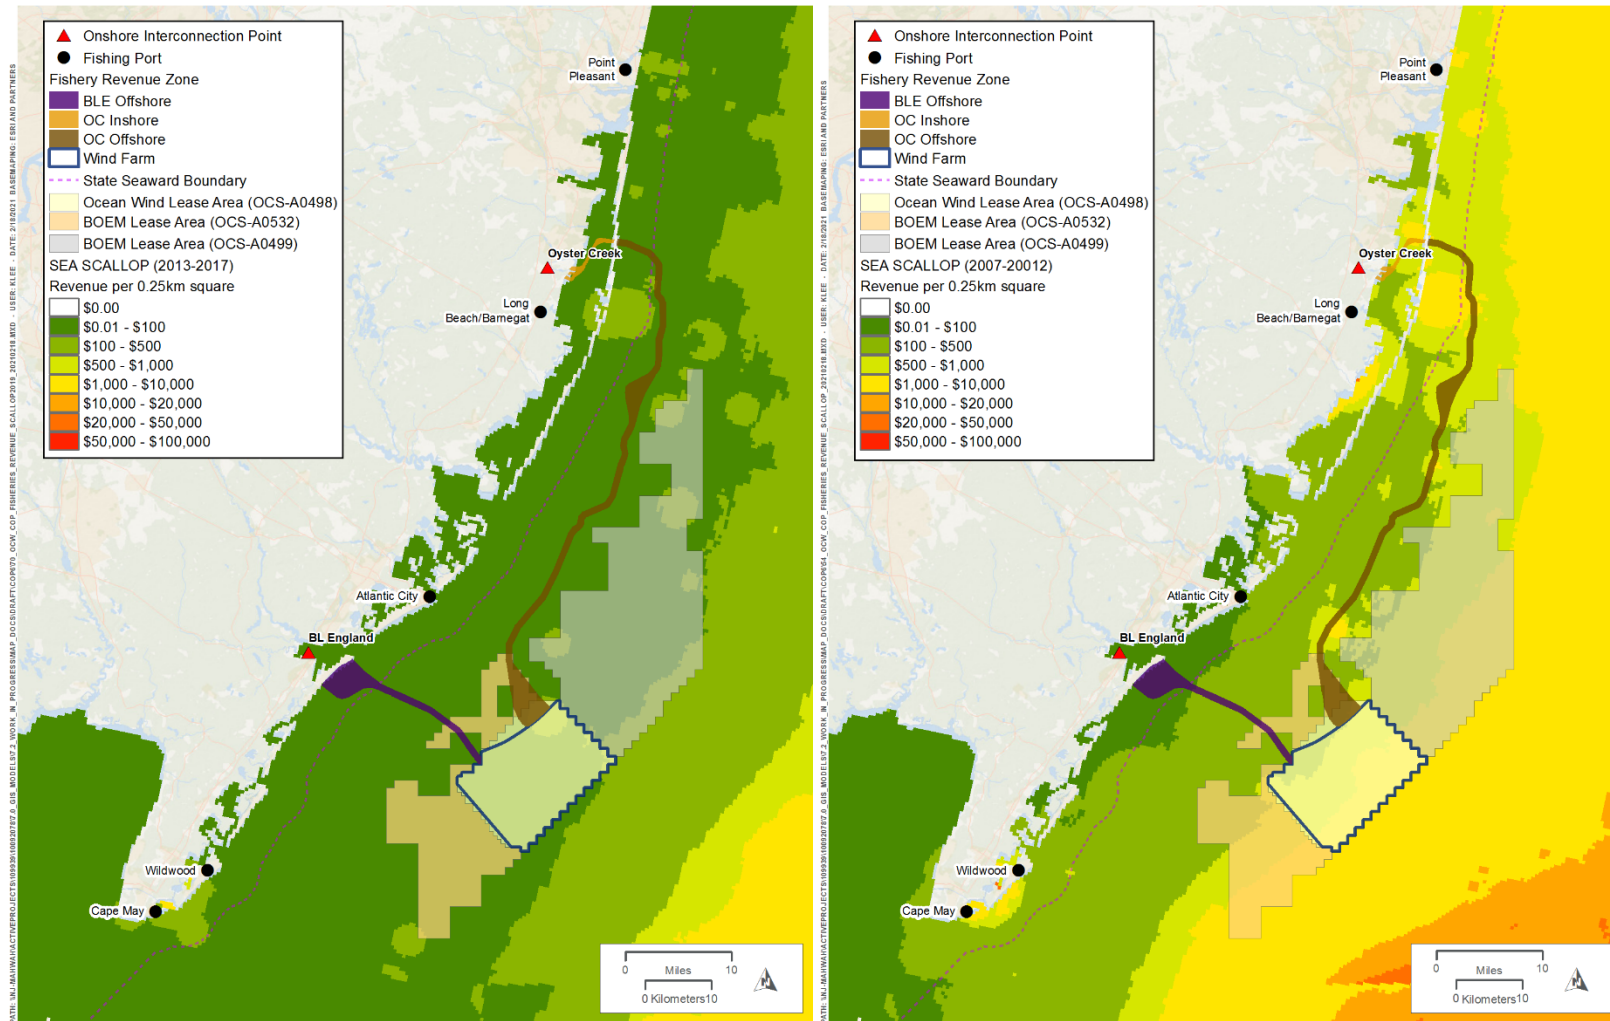 Onshore Interconnection Point
Fishing Port
Fishery Revenue Zone
BLE Offshore
OC Inshore
OC Offshore
Wind Farm
State Seaward Boundary
Ocean Wind Lease Area (OCS-A0498)
BOEM Lease Area (OCS-A0532)
BOEM Lease Area (OCS-A0499)
SEA SCALLOP (2013-2017)
Revenue per 0.25km square
$0.00
$0.01 - $100
$100 - $500
$500 - $1,000
$1,000 - $10,000
$10,000 - $20,000
$20,000 - $50,000
$50,000 - $100,000
Point
Pleasant
Oyster Creek
Long
Beach/Barnegat
Atlantic City
BL England
Wildwood
Cape May
0 10
Miles
0 Kilometers 10
N
Onshore Interconnection Point
Fishing Port
Fishery Revenue Zone
BLE Offshore
OC Inshore
OC Offshore
Wind Farm
State Seaward Boundary
Ocean Wind Lease Area (OCS-A0498)
BOEM Lease Area (OCS-A0532)
BOEM Lease Area (OCS-A0499)
SEA SCALLOP (2007-20012)
Revenue per 0.25km square
$0.00
$0.01 - $100
$100 - $500
$500 - $1,000
$1,000 - $10,000
$10,000 - $20,000
$20,000 - $50,000
$50,000 - $100,000
Point
Pleasant
Oyster Creek
Long
Beach/Barnegat
Atlantic City
BL England
Wildwood
Cape May
0 10
Miles
0 Kilometers 10
N